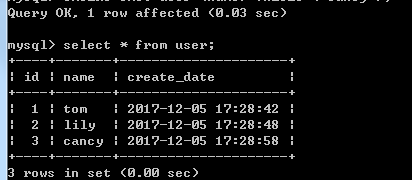 Query OK, 1 row affected (0.03 sec)
mysql> select * from user;
+----+-------+---------------------+
| id | name  | create_date         |
+----+-------+---------------------+
|  1 | tom   | 2017-12-05 17:28:42 |
|  2 | lily  | 2017-12-05 17:28:48 |
|  3 | cancy | 2017-12-05 17:28:58 |
+----+-------+---------------------+
3 rows in set (0.00 sec)